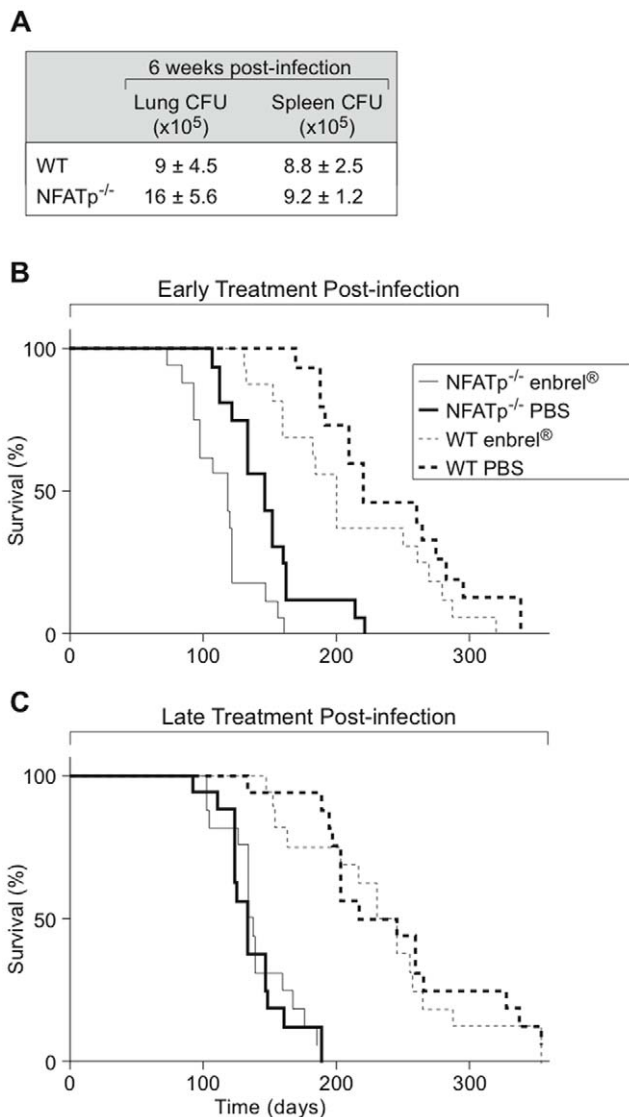 A
6 weeks post-infection
Lung CFU Spleen CFU
(x10⁵) (x10⁵)
WT 9 ± 4.5 8.8 ± 2.5
NFATp⁻/⁻ 16 ± 5.6 9.2 ± 1.2
B
Early Treatment Post-infection
100
50
0
Survival (%)
0 100 200 300
NFATp⁻/⁻ enbrel®
NFATp⁻/⁻ PBS
WT enbrel®
WT PBS
C
Late Treatment Post-infection
100
50
0
Survival (%)
0 100 200 300
Time (days)